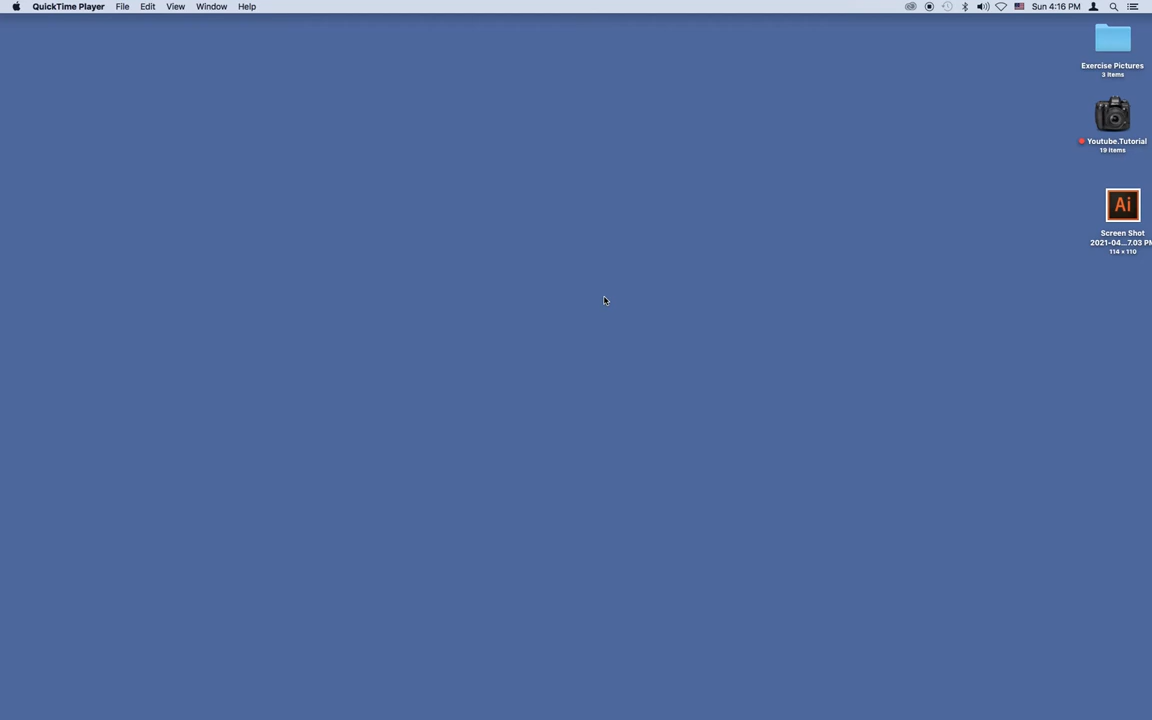 QuickTime Player File Edit View Window Help Sun 4:16 PM
Exercise Pictures
3 items
Youtube.Tutorial
19 items
Ai
Screen Shot
2021-04...7.03 PM
114 × 110